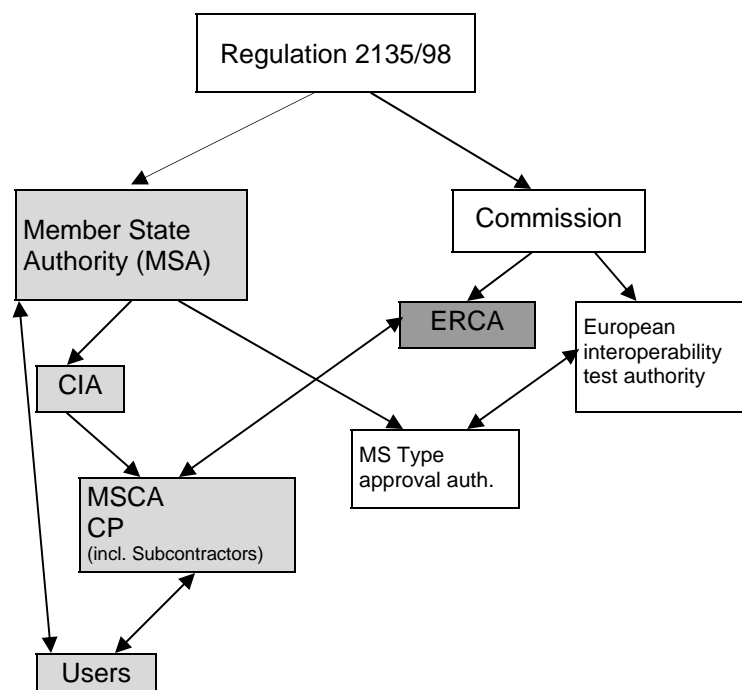 Regulation 2135/98
Member State
Authority (MSA)
Commission
ERCA
European
interoperability
test authority
CIA
MS Type
approval auth.
MSCA
CP
(incl. Subcontractors)
Users